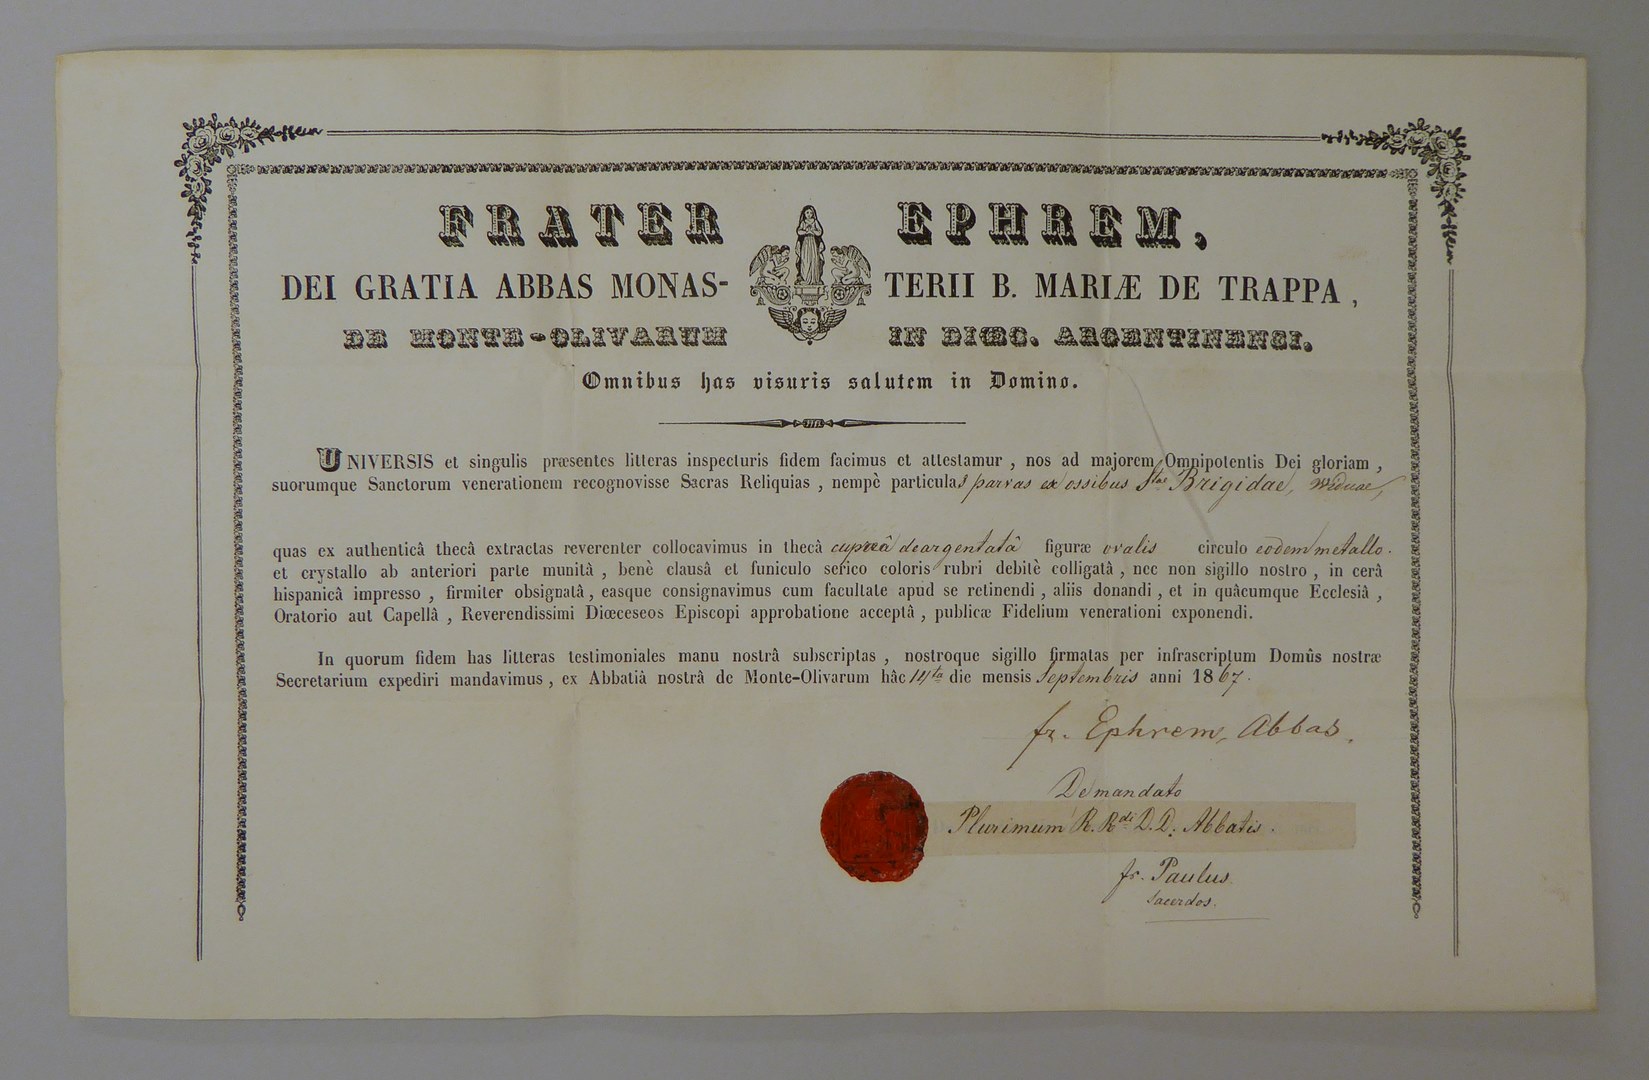 FRATER EPHREM,
DEI GRATIA ABBAS MONAS- TERII B. MARIÆ DE TRAPPA,
DE MONTE-OLIVARUM IN DIŒC. ARGENTINENSI.
Omnibus has visuris salutem in Domino.
UNIVERSIS et singulis præsentes litteras inspecturis fidem facimus et attestamur, nos ad majorem Omnipotentis Dei gloriam,
suorumque Sanctorum venerationem recognovisse Sacras Reliquias, nempè particulas parvas ex ossibus Stae Brigidae, Viduae,
quas ex authenticâ thecâ extractas reverenter collocavimus in thecâ cupreâ deargentatâ figuræ ovalis circulo eodem metallo.
et crystallo ab anteriori parte munitâ, benè clausâ et funiculo serico coloris rubri debitè colligatâ, nec non sigillo nostro, in cerâ
hispanicâ impresso, firmiter obsignatâ, easque consignavimus cum facultate apud se retinendi, aliis donandi, et in quâcumque Ecclesiâ,
Oratorio aut Capellâ, Reverendissimi Diœceseos Episcopi approbatione acceptâ, publicæ Fidelium venerationi exponendi.
In quorum fidem has litteras testimoniales manu nostrâ subscriptas, nostroque sigillo firmatas per infrascriptum Domûs nostræ
Secretarium expediri mandavimus, ex Abbatiâ nostrâ de Monte-Olivarum hâc 14ta die mensis Septembris anni 1867.
fr. Ephrem, Abbas.
De mandato
Plurimum R. Rdi D. D. Abbatis.
fr. Paulus
sacerdos.